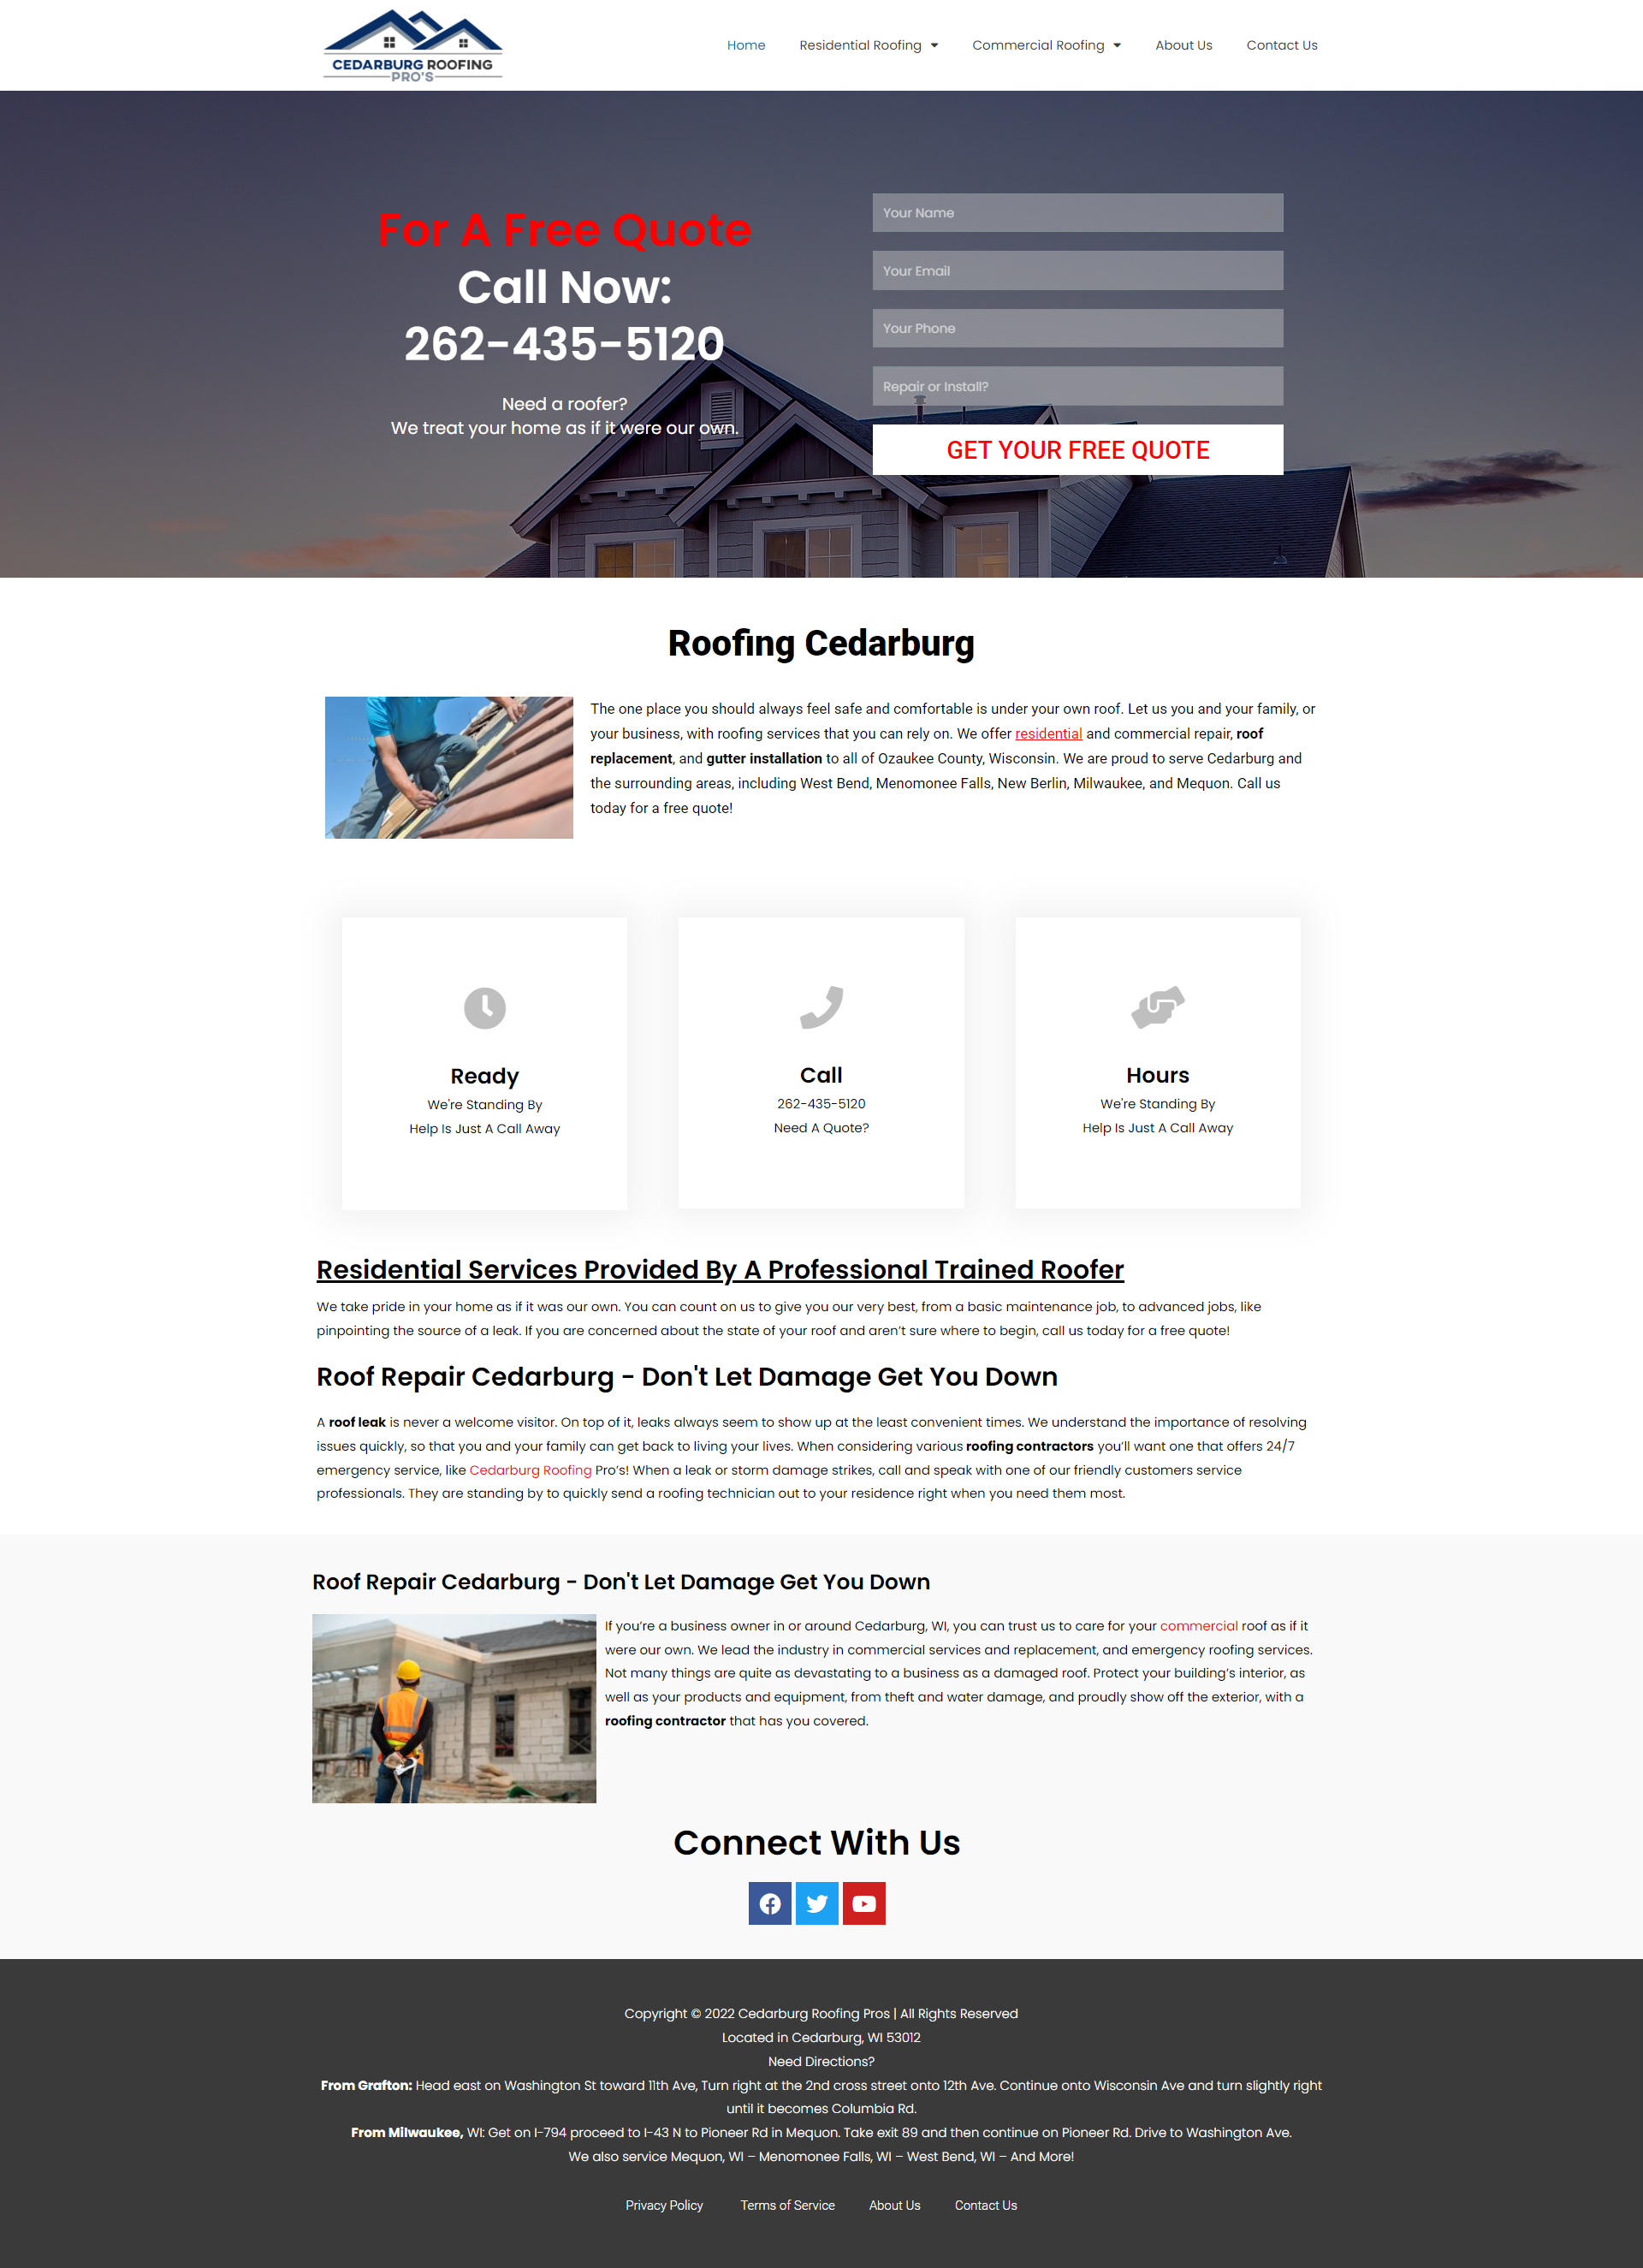 CEDARBURG ROOFING
PRO'S
Home Residential Roofing Commercial Roofing About Us Contact Us
For A Free Quote
Call Now:
262-435-5120
Need a roofer?
We treat your home as if it were our own.
Your Name
Your Email
Your Phone
Repair or Install?
GET YOUR FREE QUOTE
Roofing Cedarburg
The one place you should always feel safe and comfortable is under your own roof. Let us you and your family, or
your business, with roofing services that you can rely on. We offer residential and commercial repair, roof
replacement, and gutter installation to all of Ozaukee County, Wisconsin. We are proud to serve Cedarburg and
the surrounding areas, including West Bend, Menomonee Falls, New Berlin, Milwaukee, and Mequon. Call us
today for a free quote!
Ready
We're Standing By
Help Is Just A Call Away
Call
262-435-5120
Need A Quote?
Hours
We're Standing By
Help Is Just A Call Away
Residential Services Provided By A Professional Trained Roofer
We take pride in your home as if it was our own. You can count on us to give you our very best, from a basic maintenance job, to advanced jobs, like
pinpointing the source of a leak. If you are concerned about the state of your roof and aren't sure where to begin, call us today for a free quote!
Roof Repair Cedarburg - Don't Let Damage Get You Down
A roof leak is never a welcome visitor. On top of it, leaks always seem to show up at the least convenient times. We understand the importance of resolving
issues quickly, so that you and your family can get back to living your lives. When considering various roofing contractors you'll want one that offers 24/7
emergency service, like Cedarburg Roofing Pro's! When a leak or storm damage strikes, call and speak with one of our friendly customers service
professionals. They are standing by to quickly send a roofing technician out to your residence right when you need them most.
Roof Repair Cedarburg - Don't Let Damage Get You Down
If you're a business owner in or around Cedarburg, WI, you can trust us to care for your commercial roof as if it
were our own. We lead the industry in commercial services and replacement, and emergency roofing services.
Not many things are quite as devastating to a business as a damaged roof. Protect your building's interior, as
well as your products and equipment, from theft and water damage, and proudly show off the exterior, with a
roofing contractor that has you covered.
Connect With Us
Copyright © 2022 Cedarburg Roofing Pros | All Rights Reserved
Located in Cedarburg, WI 53012
Need Directions?
From Grafton: Head east on Washington St toward 11th Ave, Turn right at the 2nd cross street onto 12th Ave. Continue onto Wisconsin Ave and turn slightly right
until it becomes Columbia Rd.
From Milwaukee, WI: Get on I-794 proceed to I-43 N to Pioneer Rd in Mequon. Take exit 89 and then continue on Pioneer Rd. Drive to Washington Ave.
We also service Mequon, WI – Menomonee Falls, WI – West Bend, WI – And More!
Privacy Policy Terms of Service About Us Contact Us